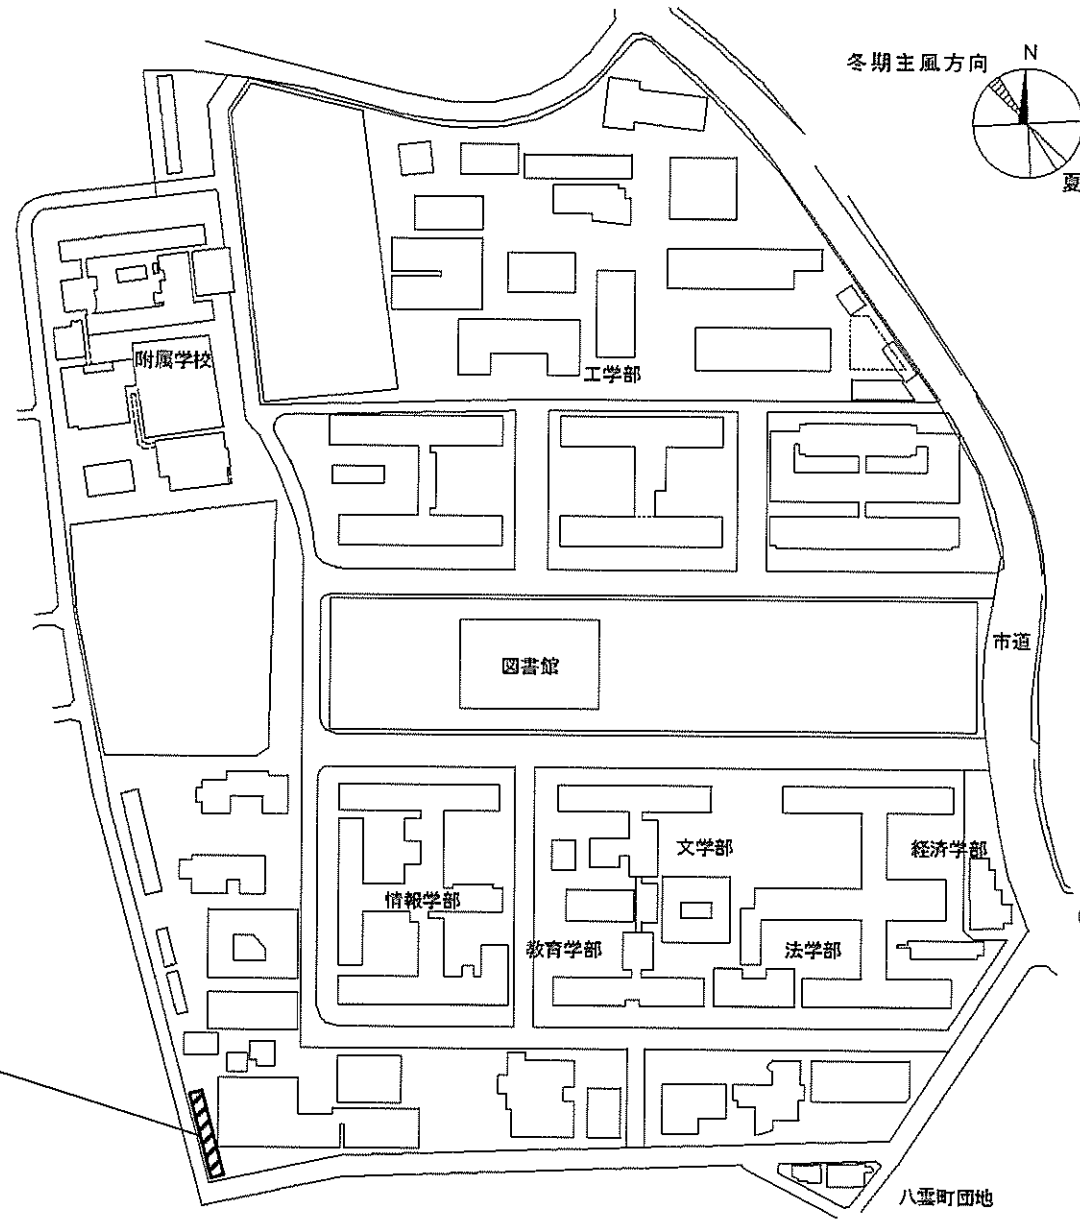 N
冬期主風方向
夏
附属学校
工学部
市道
図書館
文学部
経済学部
情報学部
教育学部
法学部
八雲町団地